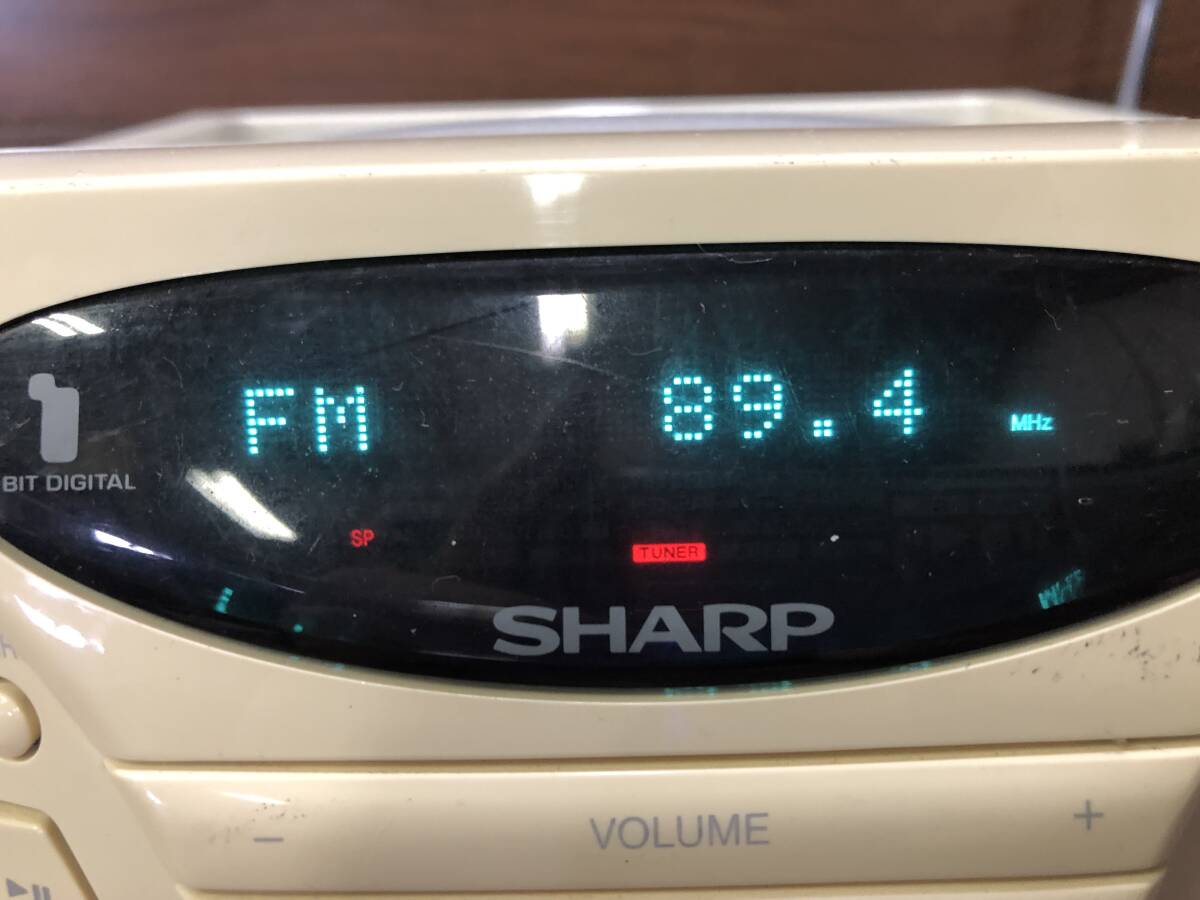 FM 89.4 MHz
1
BIT DIGITAL
SP TUNER
SHARP
− VOLUME +